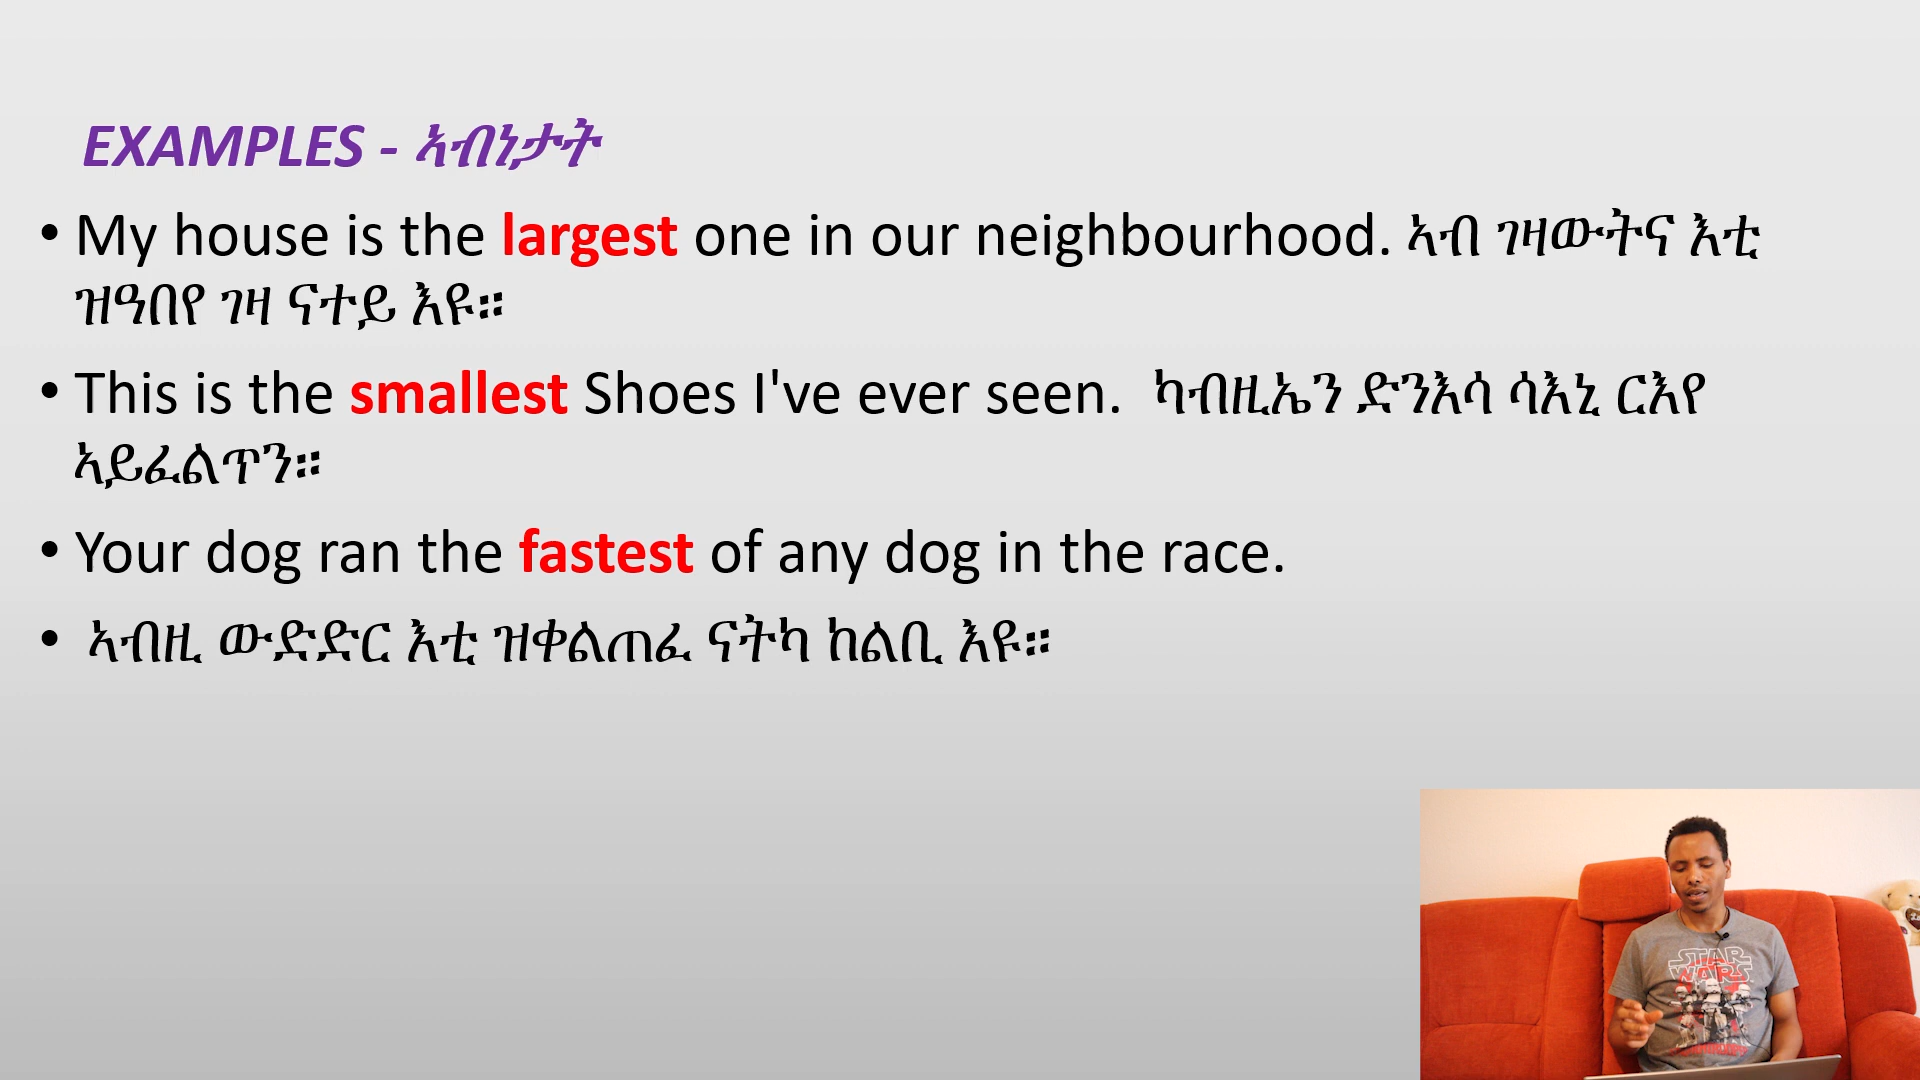 EXAMPLES - ኣብነታት
• My house is the largest one in our neighbourhood. ኣብ ገዛውትና እቲ
ዝዓበየ ገዛ ናተይ እዩ።
• This is the smallest Shoes I've ever seen. ካብዚኤን ድንእሳ ሳእኒ ርእየ
ኣይፈልጥን።
• Your dog ran the fastest of any dog in the race.
• ኣብዚ ውድድር እቲ ዝቀልጠፈ ናትካ ከልቢ እዩ።
STAR
WARS